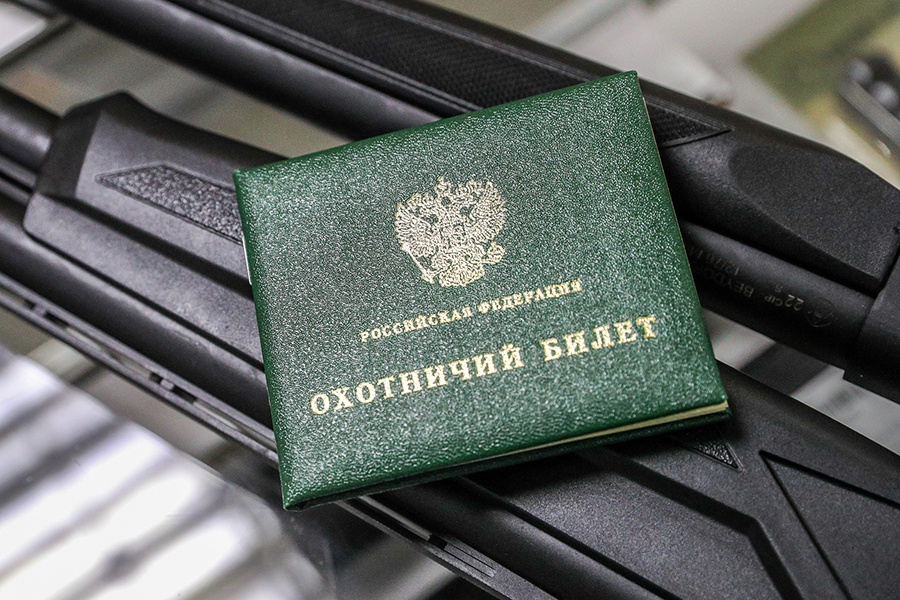 РОССИЙСКАЯ ФЕДЕРАЦИЯ
ОХОТНИЧИЙ БИЛЕТ